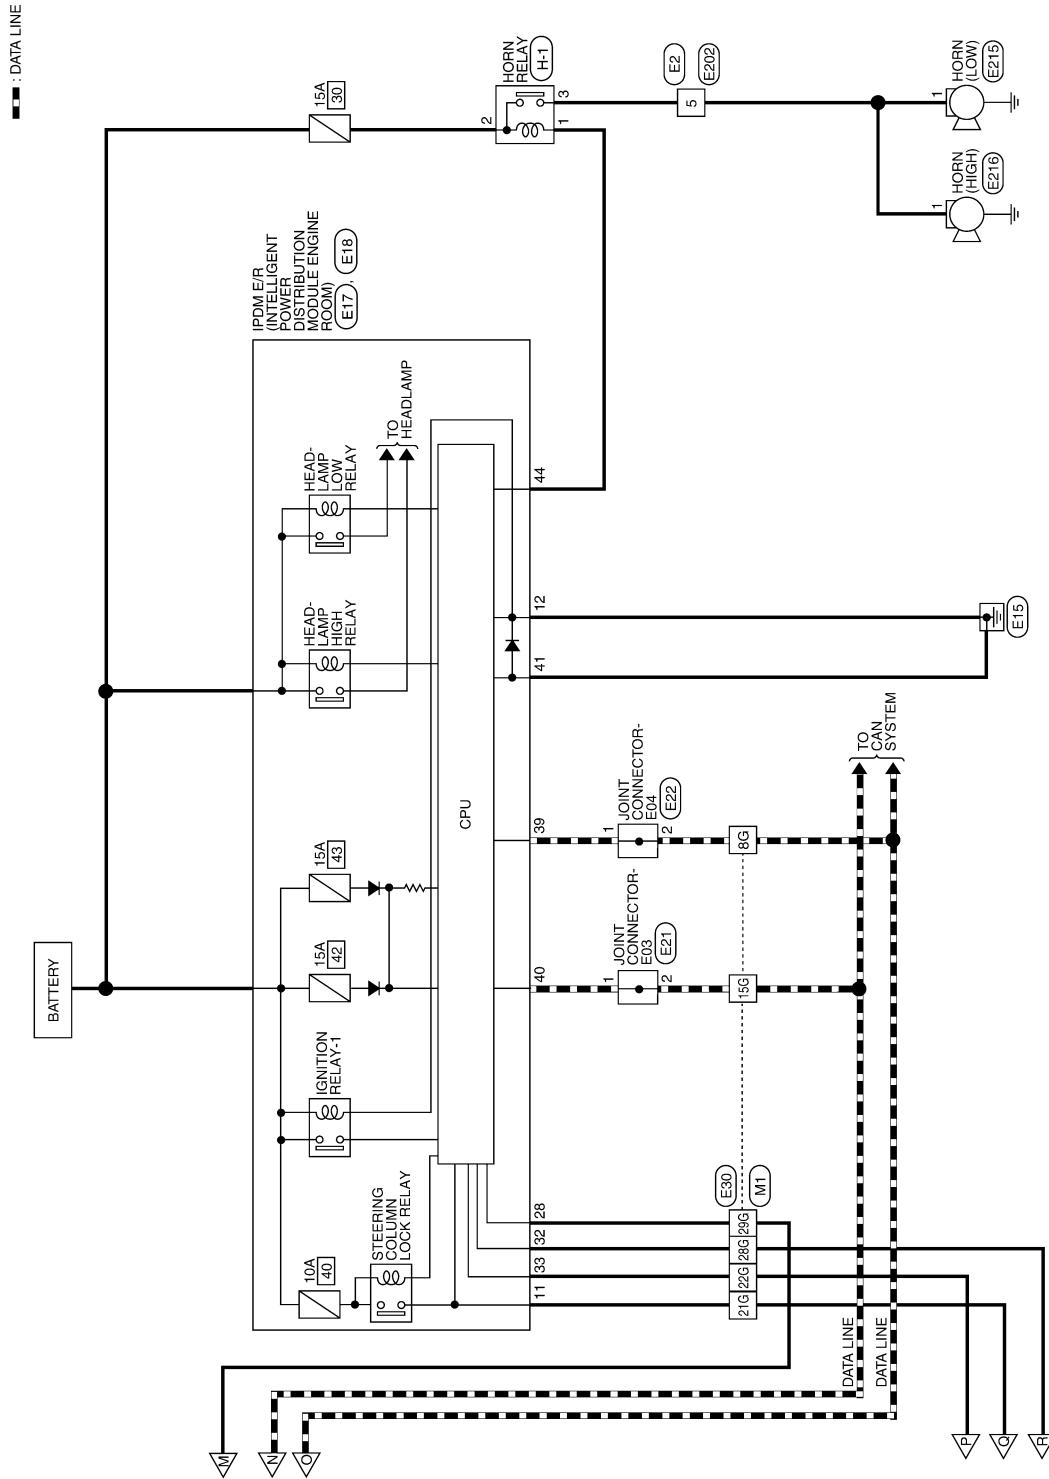 : DATA LINE
BATTERY
15A
30
HORN
RELAY
H-1
2
3
1
E2
E202
5
1
HORN
(LOW)
E215
1
HORN
(HIGH)
E216
IPDM E/R
(INTELLIGENT
POWER
DISTRIBUTION
MODULE ENGINE
ROOM)
E17 , E18
10A
40
STEERING
COLUMN
LOCK RELAY
IGNITION
RELAY-1
15A
42
15A
43
HEAD-
LAMP
HIGH
RELAY
HEAD-
LAMP
LOW
RELAY
TO
HEADLAMP
CPU
11
33
32
28
40
39
41
12
44
JOINT
CONNECTOR-
E03
E21
1
2
JOINT
CONNECTOR-
E04
E22
1
2
E15
21G
22G
28G
29G
E30
M1
15G
8G
TO
CAN
SYSTEM
DATA LINE
DATA LINE
M
N
O
P
Q
R